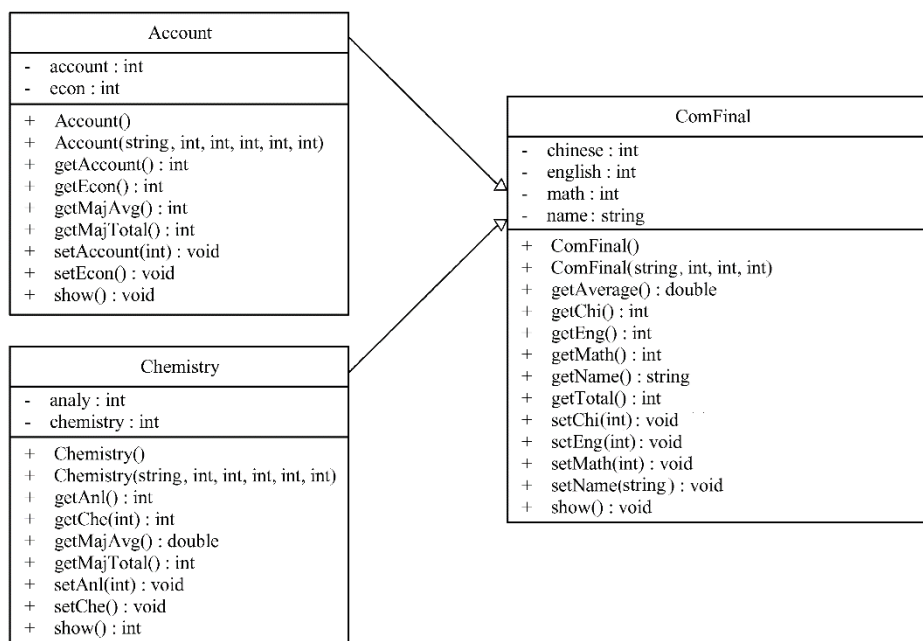 Account
- account : int
- econ : int
+ Account()
+ Account(string, int, int, int, int, int)
+ getAccount() : int
+ getEcon() : int
+ getMajAvg() : int
+ getMajTotal() : int
+ setAccount(int) : void
+ setEcon() : void
+ show() : void
Chemistry
- analy : int
- chemistry : int
+ Chemistry()
+ Chemistry(string, int, int, int, int, int)
+ getAnl() : int
+ getChe(int) : int
+ getMajAvg() : double
+ getMajTotal() : int
+ setAnl(int) : void
+ setChe() : void
+ show() : int
ComFinal
- chinese : int
- english : int
- math : int
- name : string
+ ComFinal()
+ ComFinal(string, int, int, int)
+ getAverage() : double
+ getChi() : int
+ getEng() : int
+ getMath() : int
+ getName() : string
+ getTotal() : int
+ setChi(int) : void
+ setEng(int) : void
+ setMath(int) : void
+ setName(string) : void
+ show() : void